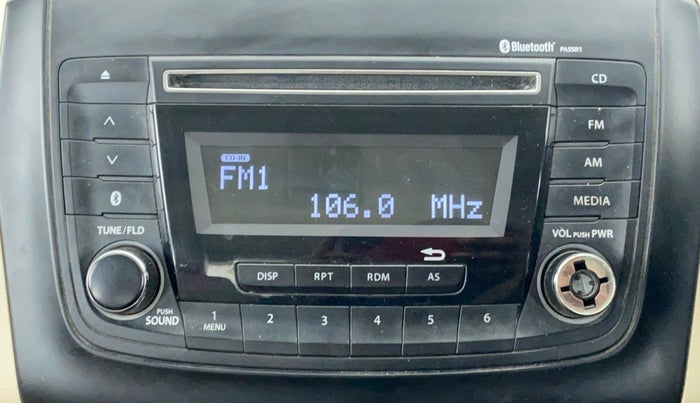 Bluetooth PA55R1
CD
FM
AM
MEDIA
CD-IN
FM1
106.0 MHz
TUNE/FLD
VOL PUSH PWR
DISP RPT RDM AS
PUSH SOUND
1 MENU 2 3 4 5 6